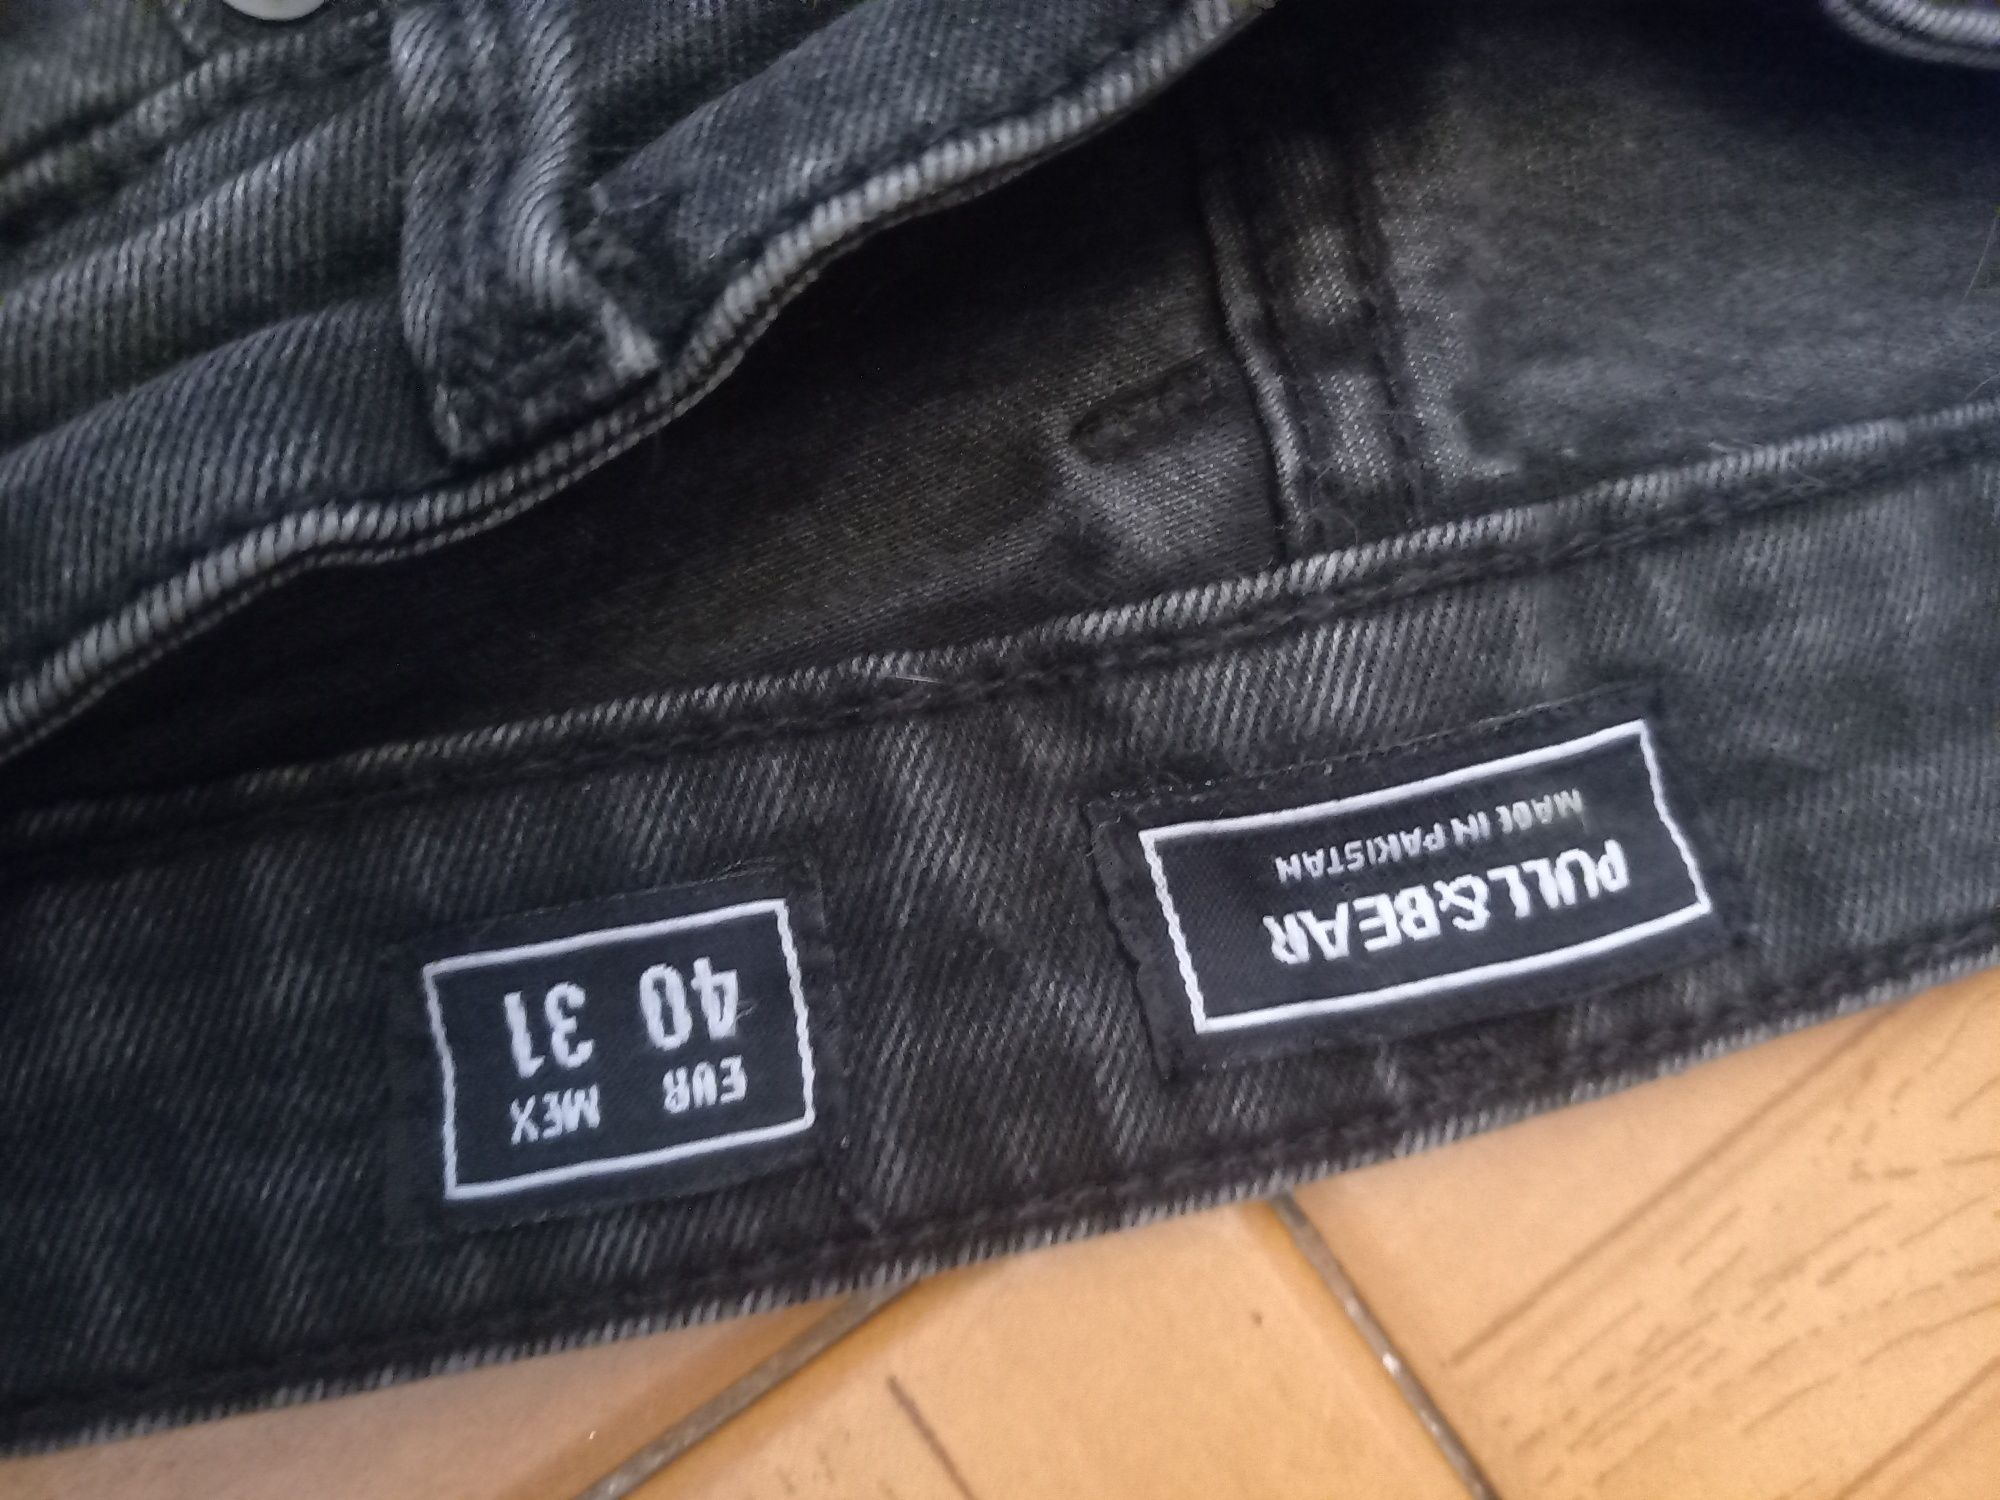 PULL&BEAR
MADE IN PAKISTAN
EUR MEX
40 31